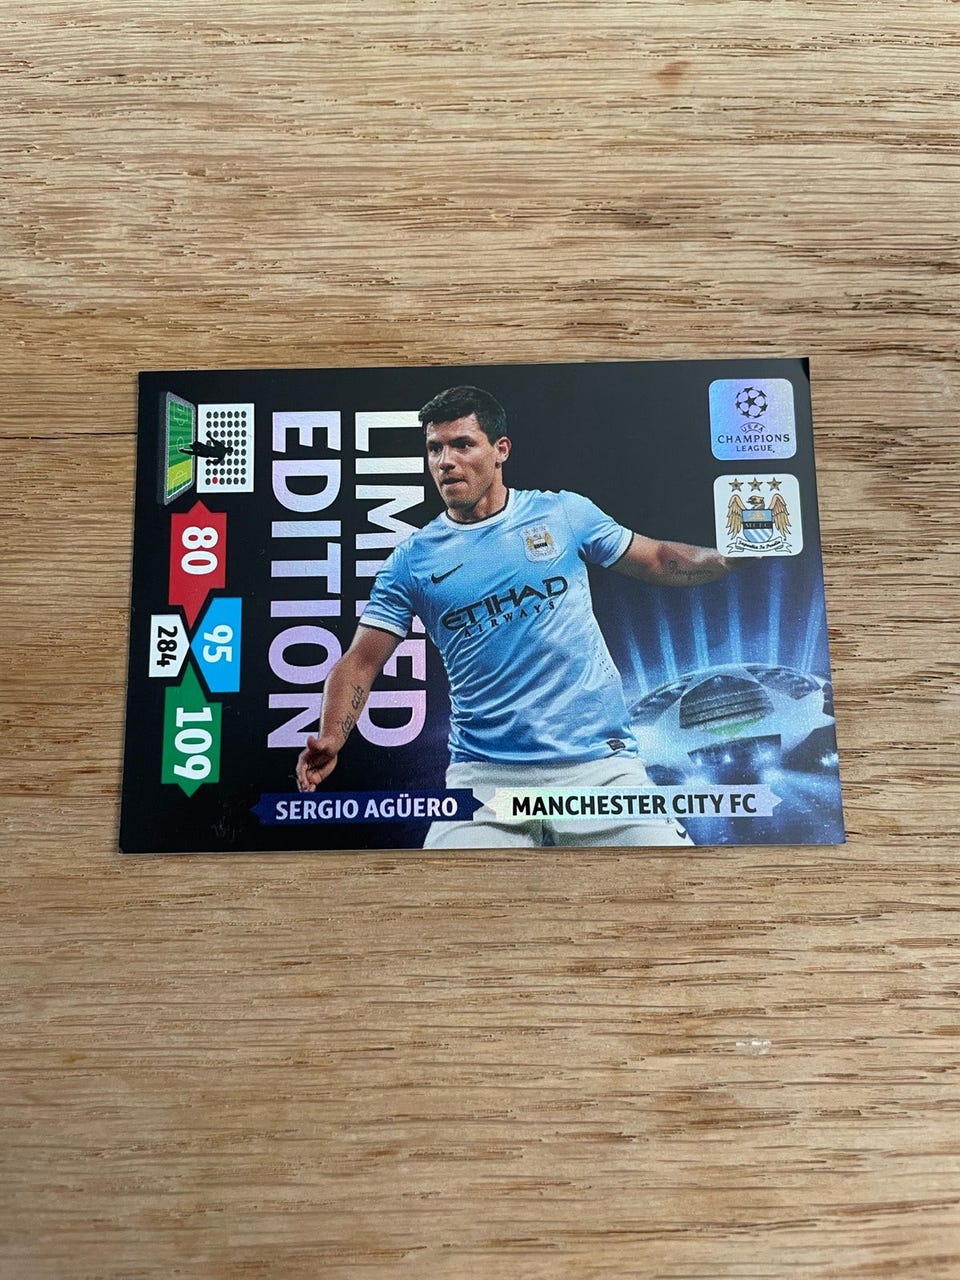 LIMITED
EDITION
80
95
284
109
UEFA
CHAMPIONS
LEAGUE
M.C.F.C.
ETIHAD
AIRWAYS
SERGIO AGÜERO
MANCHESTER CITY FC